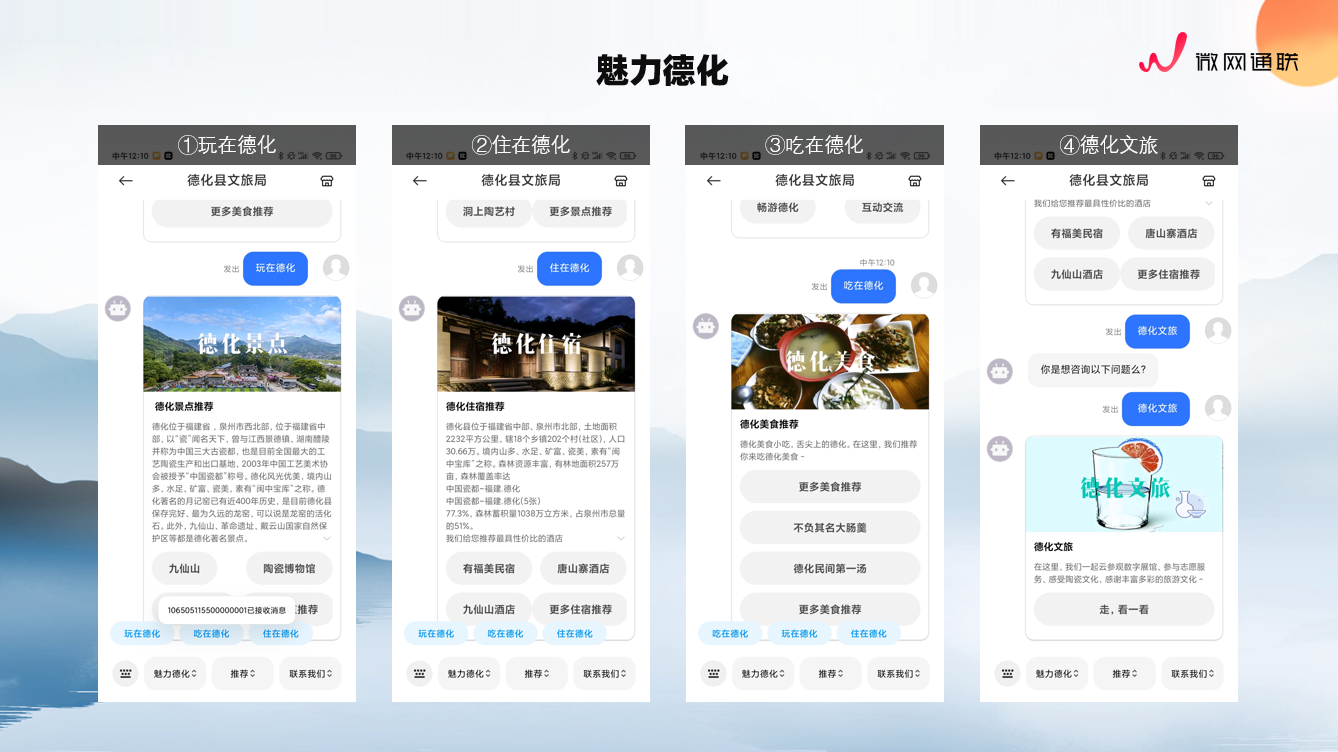 魅力德化
微网通联
①玩在德化
中午12:10
德化县文旅局
更多美食推荐
发出
玩在德化
德化景点
德化景点推荐
德化位于福建省，泉州市西北部, 位于福建省中
部, 以“瓷”闻名天下, 曾与江西景德镇、湖南醴陵
并称为中国三大古瓷都, 也是目前全国最大的工
艺陶瓷生产和出口基地, 2003年中国工艺美术协
会被授予“中国瓷都”称号。德化风光优美, 境内山
多、水足、矿富、瓷美, 素有“闽中宝库”之称。德
化著名的月记窑已有近400年历史, 是目前德化县
保存完好、最为久远的龙窑, 可以说是龙窑的活化
石。此外, 九仙山、革命遗址、戴云山国家自然保
护区等都是德化著名景点。
九仙山
陶瓷博物馆
推荐
106505115500000001已接收消息
玩在德化
吃在德化
住在德化
魅力德化
推荐
联系我们
②住在德化
中午12:10
德化县文旅局
洞上陶艺村
更多景点推荐
发出
住在德化
德化住宿
德化住宿推荐
德化县位于福建省中部、泉州市北部, 土地面积
2232平方公里, 辖18个乡镇202个村(社区), 人口
30.66万, 境内山多、水足、矿富、瓷美, 素有“闽
中宝库”之称。森林资源丰富, 有林地面积257万
亩, 森林覆盖率达
中国瓷都-福建.德化
中国瓷都-福建.德化(5张)
77.3%, 森林蓄积量1038万立方米, 占泉州市总量
的51%。
我们给您推荐最具性价比的酒店
有福美民宿
唐山寨酒店
九仙山酒店
更多住宿推荐
玩在德化
吃在德化
住在德化
魅力德化
推荐
联系我们
③吃在德化
中午12:10
德化县文旅局
畅游德化
互动交流
中午12:10
发出
吃在德化
德化美食
德化美食推荐
德化美食小吃, 舌尖上的德化。在这里, 我们推荐
你来吃德化美食～
更多美食推荐
不负其名大肠羹
德化民间第一汤
更多美食推荐
吃在德化
玩在德化
住在德化
魅力德化
推荐
联系我们
④德化文旅
中午12:10
德化县文旅局
我们给您推荐最具性价比的酒店
有福美民宿
唐山寨酒店
九仙山酒店
更多住宿推荐
发出
德化文旅
你是想咨询以下问题么?
发出
德化文旅
德化文旅
德化文旅
在这里, 我们一起云参观数字展馆、参与志愿服
务、感受陶瓷文化, 感谢丰富多彩的旅游文化～
走, 看一看
魅力德化
推荐
联系我们